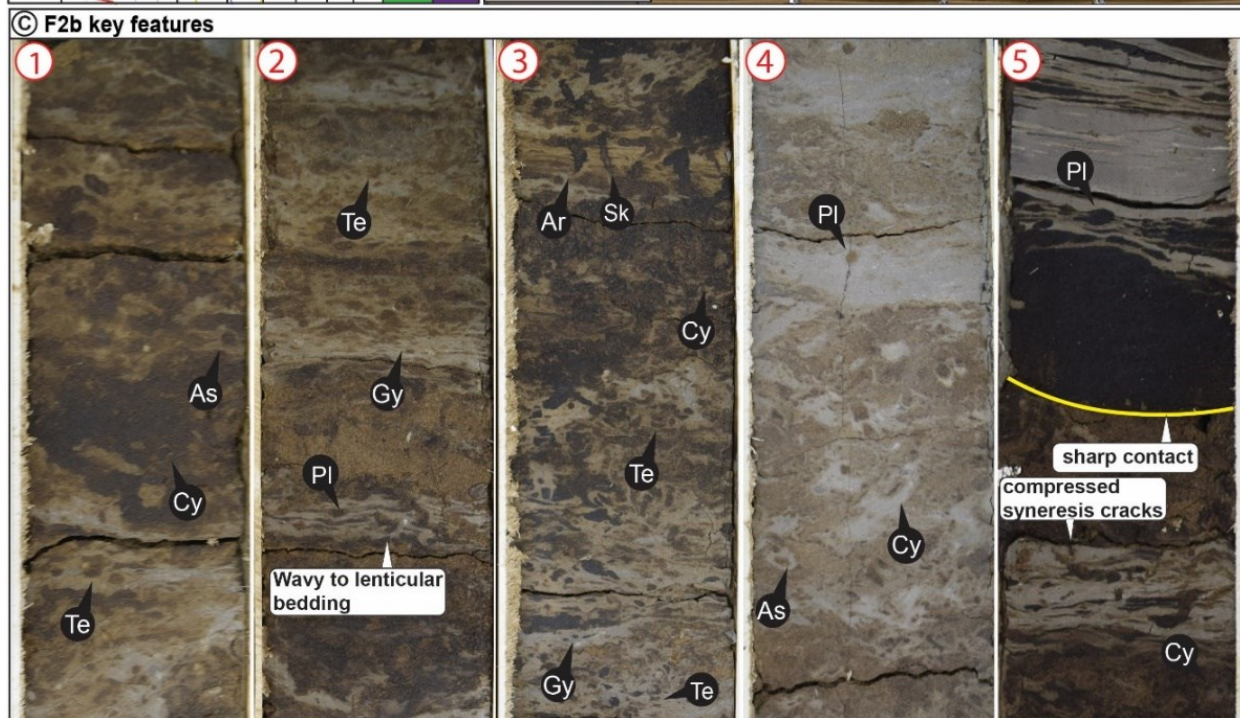 © F2b key features
1
2
3
4
5
Te
As
Cy
Te
Gy
Pl
Wavy to lenticular
bedding
Ar
Sk
Cy
Te
Gy
Te
Pl
Cy
As
Pl
sharp contact
compressed
syneresis cracks
Cy